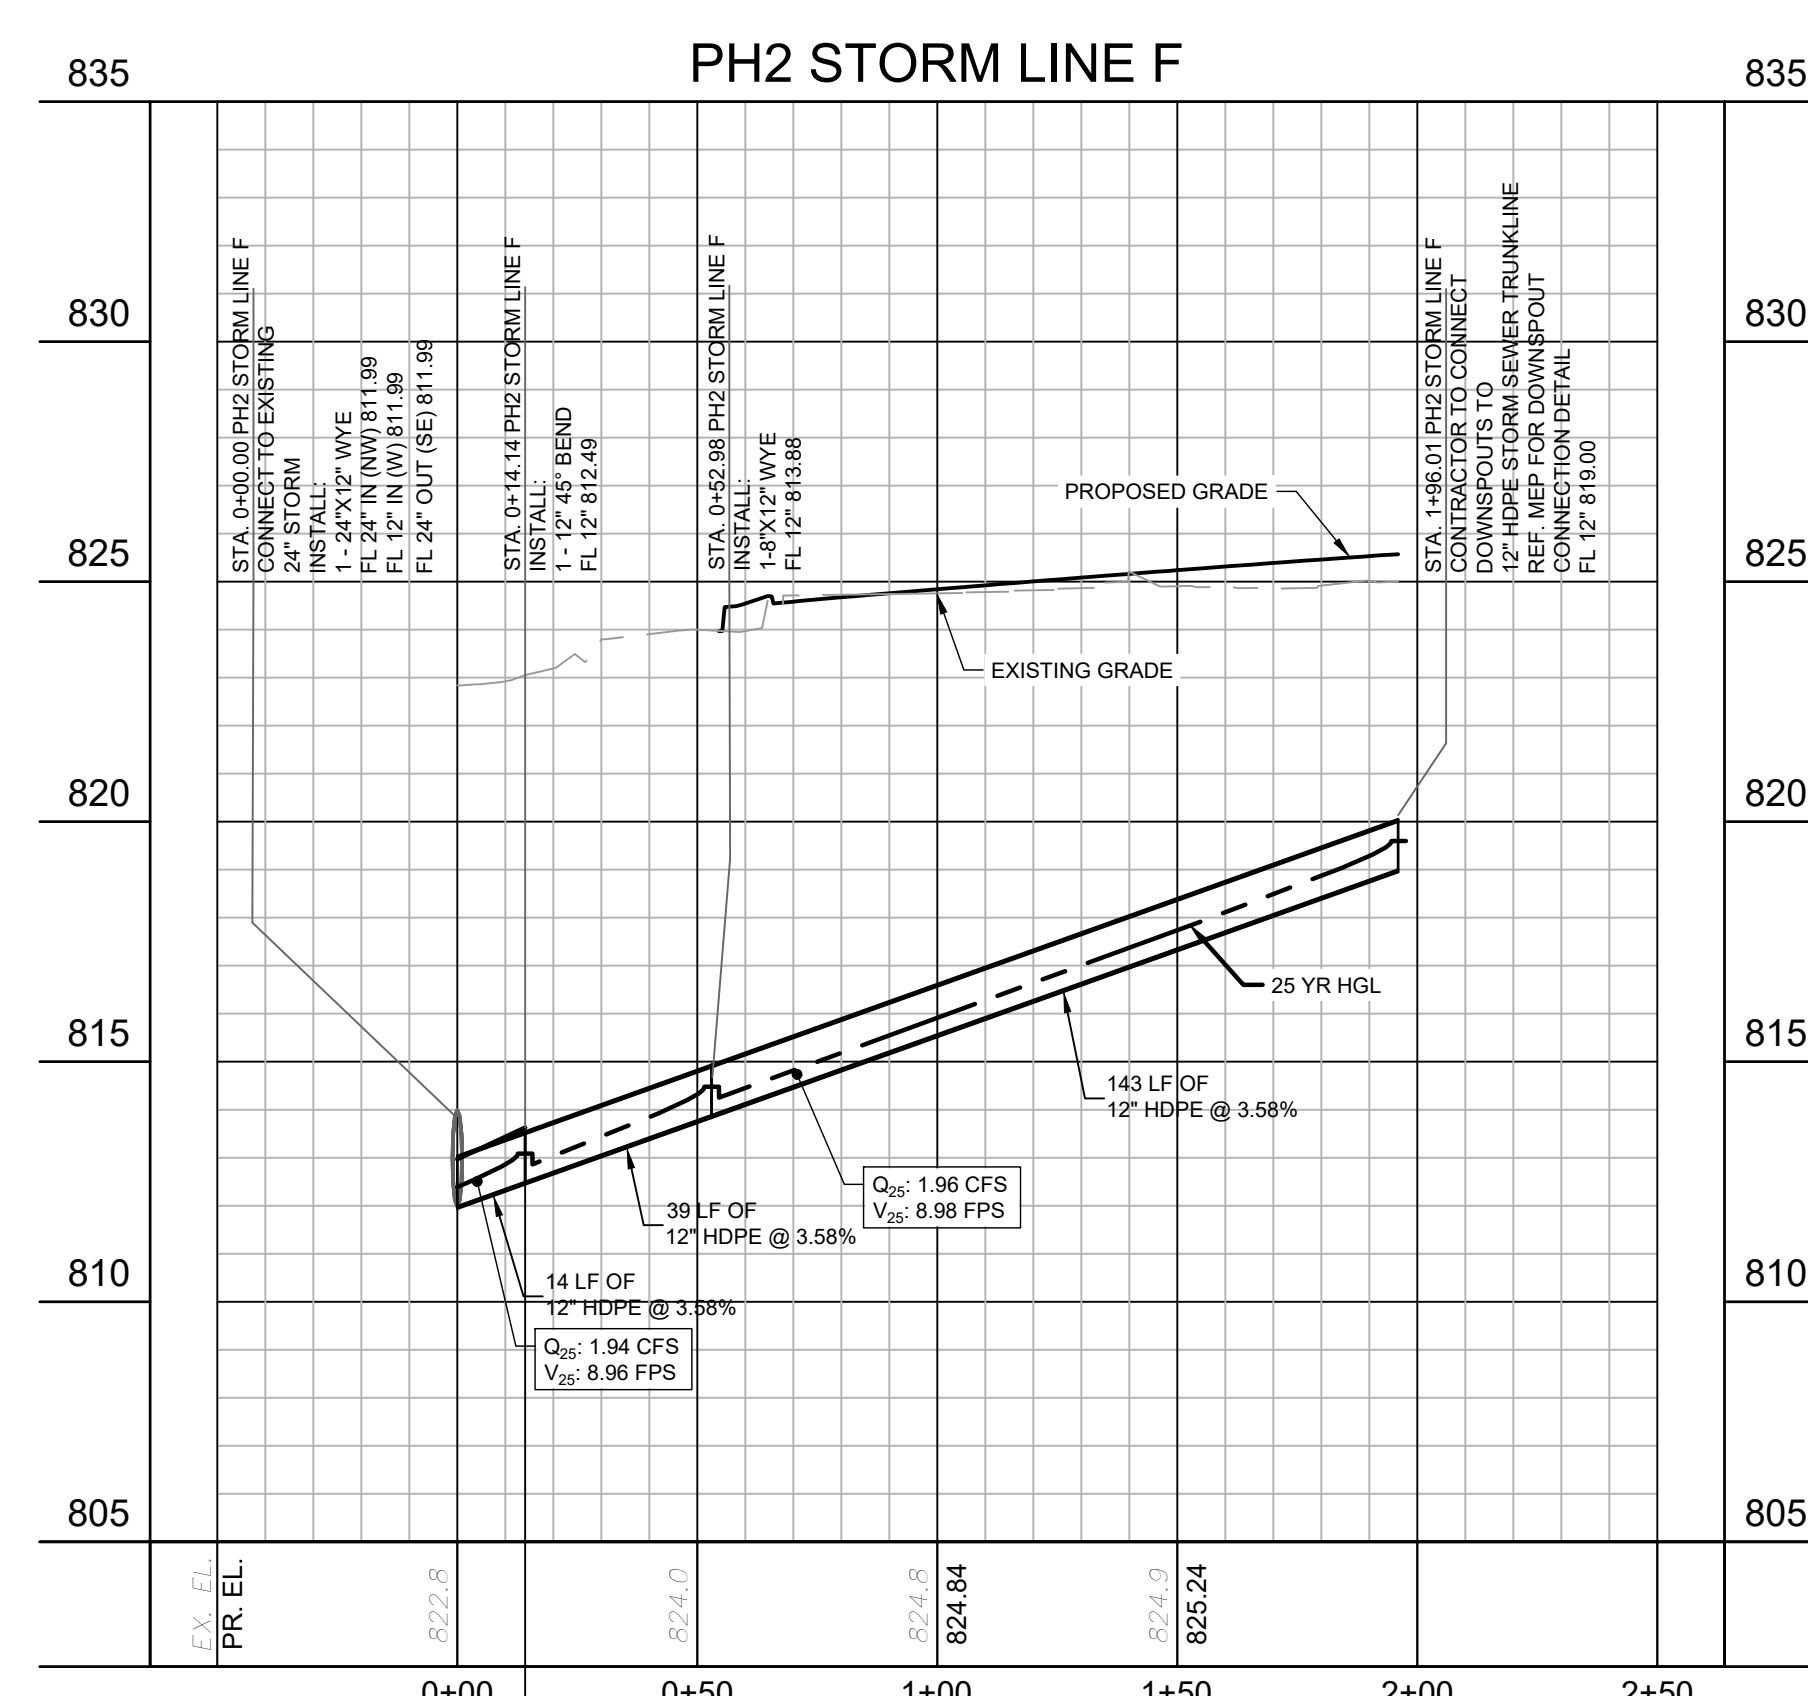 PH2 STORM LINE F
835
835
830
830
825
825
820
820
815
815
810
810
805
805
STA. 0+00.00 PH2 STORM LINE F
CONNECT TO EXISTING
24" STORM
INSTALL:
1 - 24"X12" WYE
FL 24" IN (NW) 811.99
FL 12" IN (W) 811.99
FL 24" OUT (SE) 811.99
STA. 0+14.14 PH2 STORM LINE F
INSTALL:
1 - 12" 45° BEND
FL 12" 812.49
STA. 0+52.98 PH2 STORM LINE F
INSTALL:
1-8"X12" WYE
FL 12" 813.88
STA. 1+96.01 PH2 STORM LINE F
CONTRACTOR TO CONNECT
DOWNSPOUTS TO
12" HDPE STORM SEWER TRUNKLINE
REF. MEP FOR DOWNSPOUT
CONNECTION DETAIL
FL 12" 819.00
PROPOSED GRADE
EXISTING GRADE
25 YR HGL
143 LF OF
12" HDPE @ 3.58%
Q25: 1.96 CFS
V25: 8.98 FPS
39 LF OF
12" HDPE @ 3.58%
14 LF OF
12" HDPE @ 3.58%
Q25: 1.94 CFS
V25: 8.96 FPS
EX. EL.
PR. EL.
822.8
824.0
824.8
824.84
824.9
825.24
0+00
0+50
1+00
1+50
2+00
2+50